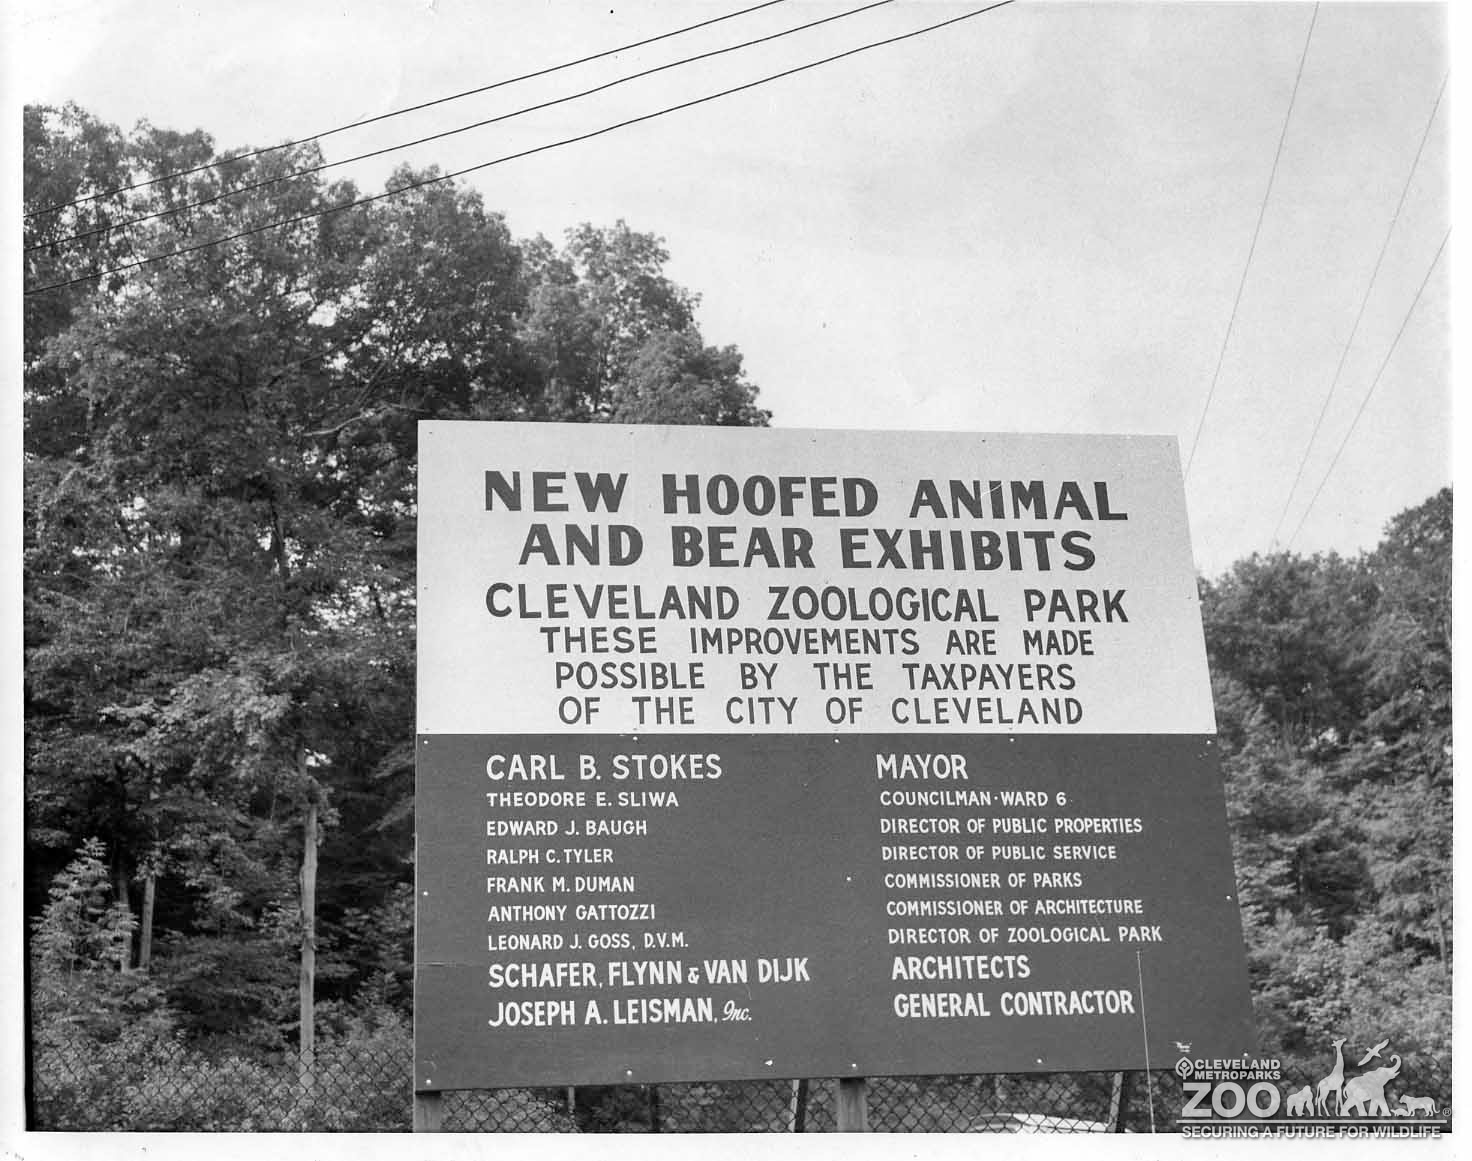 NEW HOOFED ANIMAL
AND BEAR EXHIBITS
CLEVELAND ZOOLOGICAL PARK
THESE IMPROVEMENTS ARE MADE
POSSIBLE BY THE TAXPAYERS
OF THE CITY OF CLEVELAND
CARL B. STOKES MAYOR
THEODORE E. SLIWA COUNCILMAN·WARD 6
EDWARD J. BAUGH DIRECTOR OF PUBLIC PROPERTIES
RALPH C. TYLER DIRECTOR OF PUBLIC SERVICE
FRANK M. DUMAN COMMISSIONER OF PARKS
ANTHONY GATTOZZI COMMISSIONER OF ARCHITECTURE
LEONARD J. GOSS, D.V.M. DIRECTOR OF ZOOLOGICAL PARK
SCHAFER, FLYNN & VAN DIJK ARCHITECTS
JOSEPH A. LEISMAN, Inc. GENERAL CONTRACTOR
CLEVELAND
METROPARKS
ZOO ®
SECURING A FUTURE FOR WILDLIFE